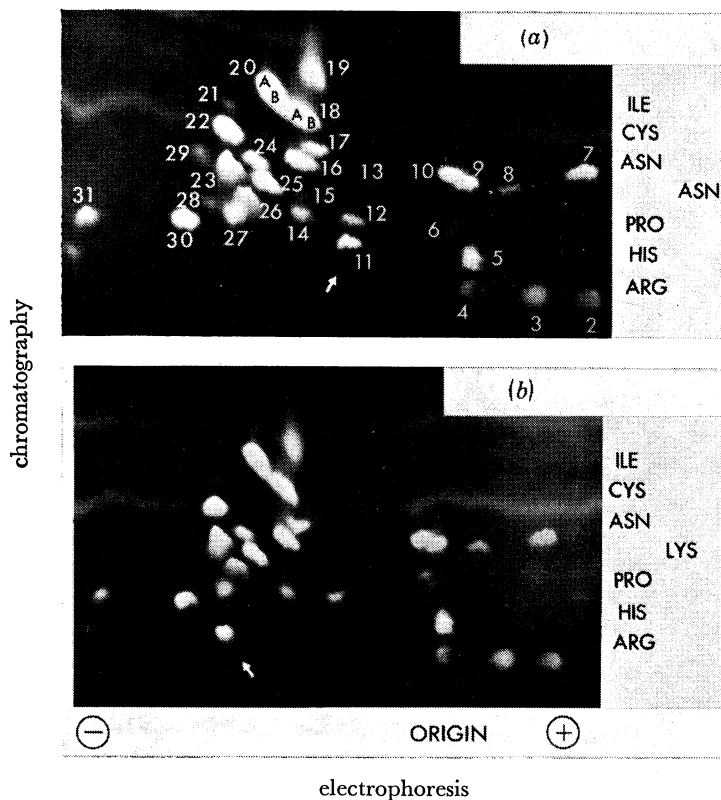 (a)
20
19
A
B
A
B
18
21
22
17
ILE
CYS
ASN
ASN
PRO
HIS
ARG
29
24
16
13
10
9
8
7
23
25
31
28
15
12
6
30
27
26
14
11
5
4
3
2
chromatography
(b)
ILE
CYS
ASN
LYS
PRO
HIS
ARG
−
ORIGIN
+
electrophoresis